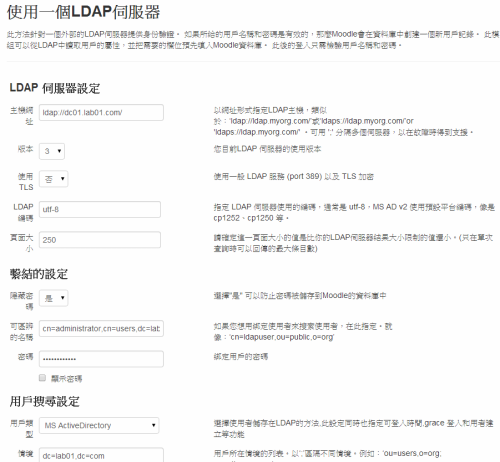 使用一個LDAP伺服器
此方法針對一個外部的LDAP伺服器提供身份驗證。 如果所給的用戶名稱和密碼是有效的，那麼Moodle會在資料庫中創建一個新用戶記錄。 此模
組可以從LDAP中讀取用戶的屬性，並把需要的欄位預先填入Moodle資料庫。 此後的登入只需檢驗用戶名稱和密碼。
LDAP 伺服器設定
主機網址 ldap://dc01.lab01.com/ 以網址形式指定LDAP主機，類似
於：'ldap://ldap.myorg.com/'或'ldaps://ldap.myorg.com/'or
'ldaps://ldap.myorg.com/' 。可用 ';' 分隔多個伺服器，以在故障時得到支援。
版本 3 您目前LDAP 伺服器的使用版本
使用TLS 否 使用一般 LDAP 服務 (port 389) 以及 TLS 加密
LDAP編碼 utf-8 指定 LDAP 伺服器使用的編碼，通常是 utf-8。MS AD v2 使用預設平台編碼，像是
cp1252、cp1250 等。
頁面大小 250 請確定這一頁面大小的值是比你的LDAP伺服器結果大小限制的值還小。(只在單次
查詢時可以回傳的最大條目數)
繫結的設定
隱藏密碼 是 選擇"是" 可以防止密碼被儲存到Moodle的資料庫中
可區辨的名稱 cn=administrator,cn=users,dc=lab 如果您想用綁定使用者來搜索使用者，在此指定。就
像：'cn=ldapuser,ou=public,o=org'
密碼 •••••••••••• 綁定用戶的密碼
顯示密碼
用戶搜尋設定
用戶類型 MS ActiveDirectory 選擇使用者儲存在LDAP的方法.此設定同時也指定可登入時間,grace 登入和用者建
立等功能
情境 dc=lab01,dc=com 用戶所在情境的列表。以';'區隔不同情境。例如：'ou=users,o=org;